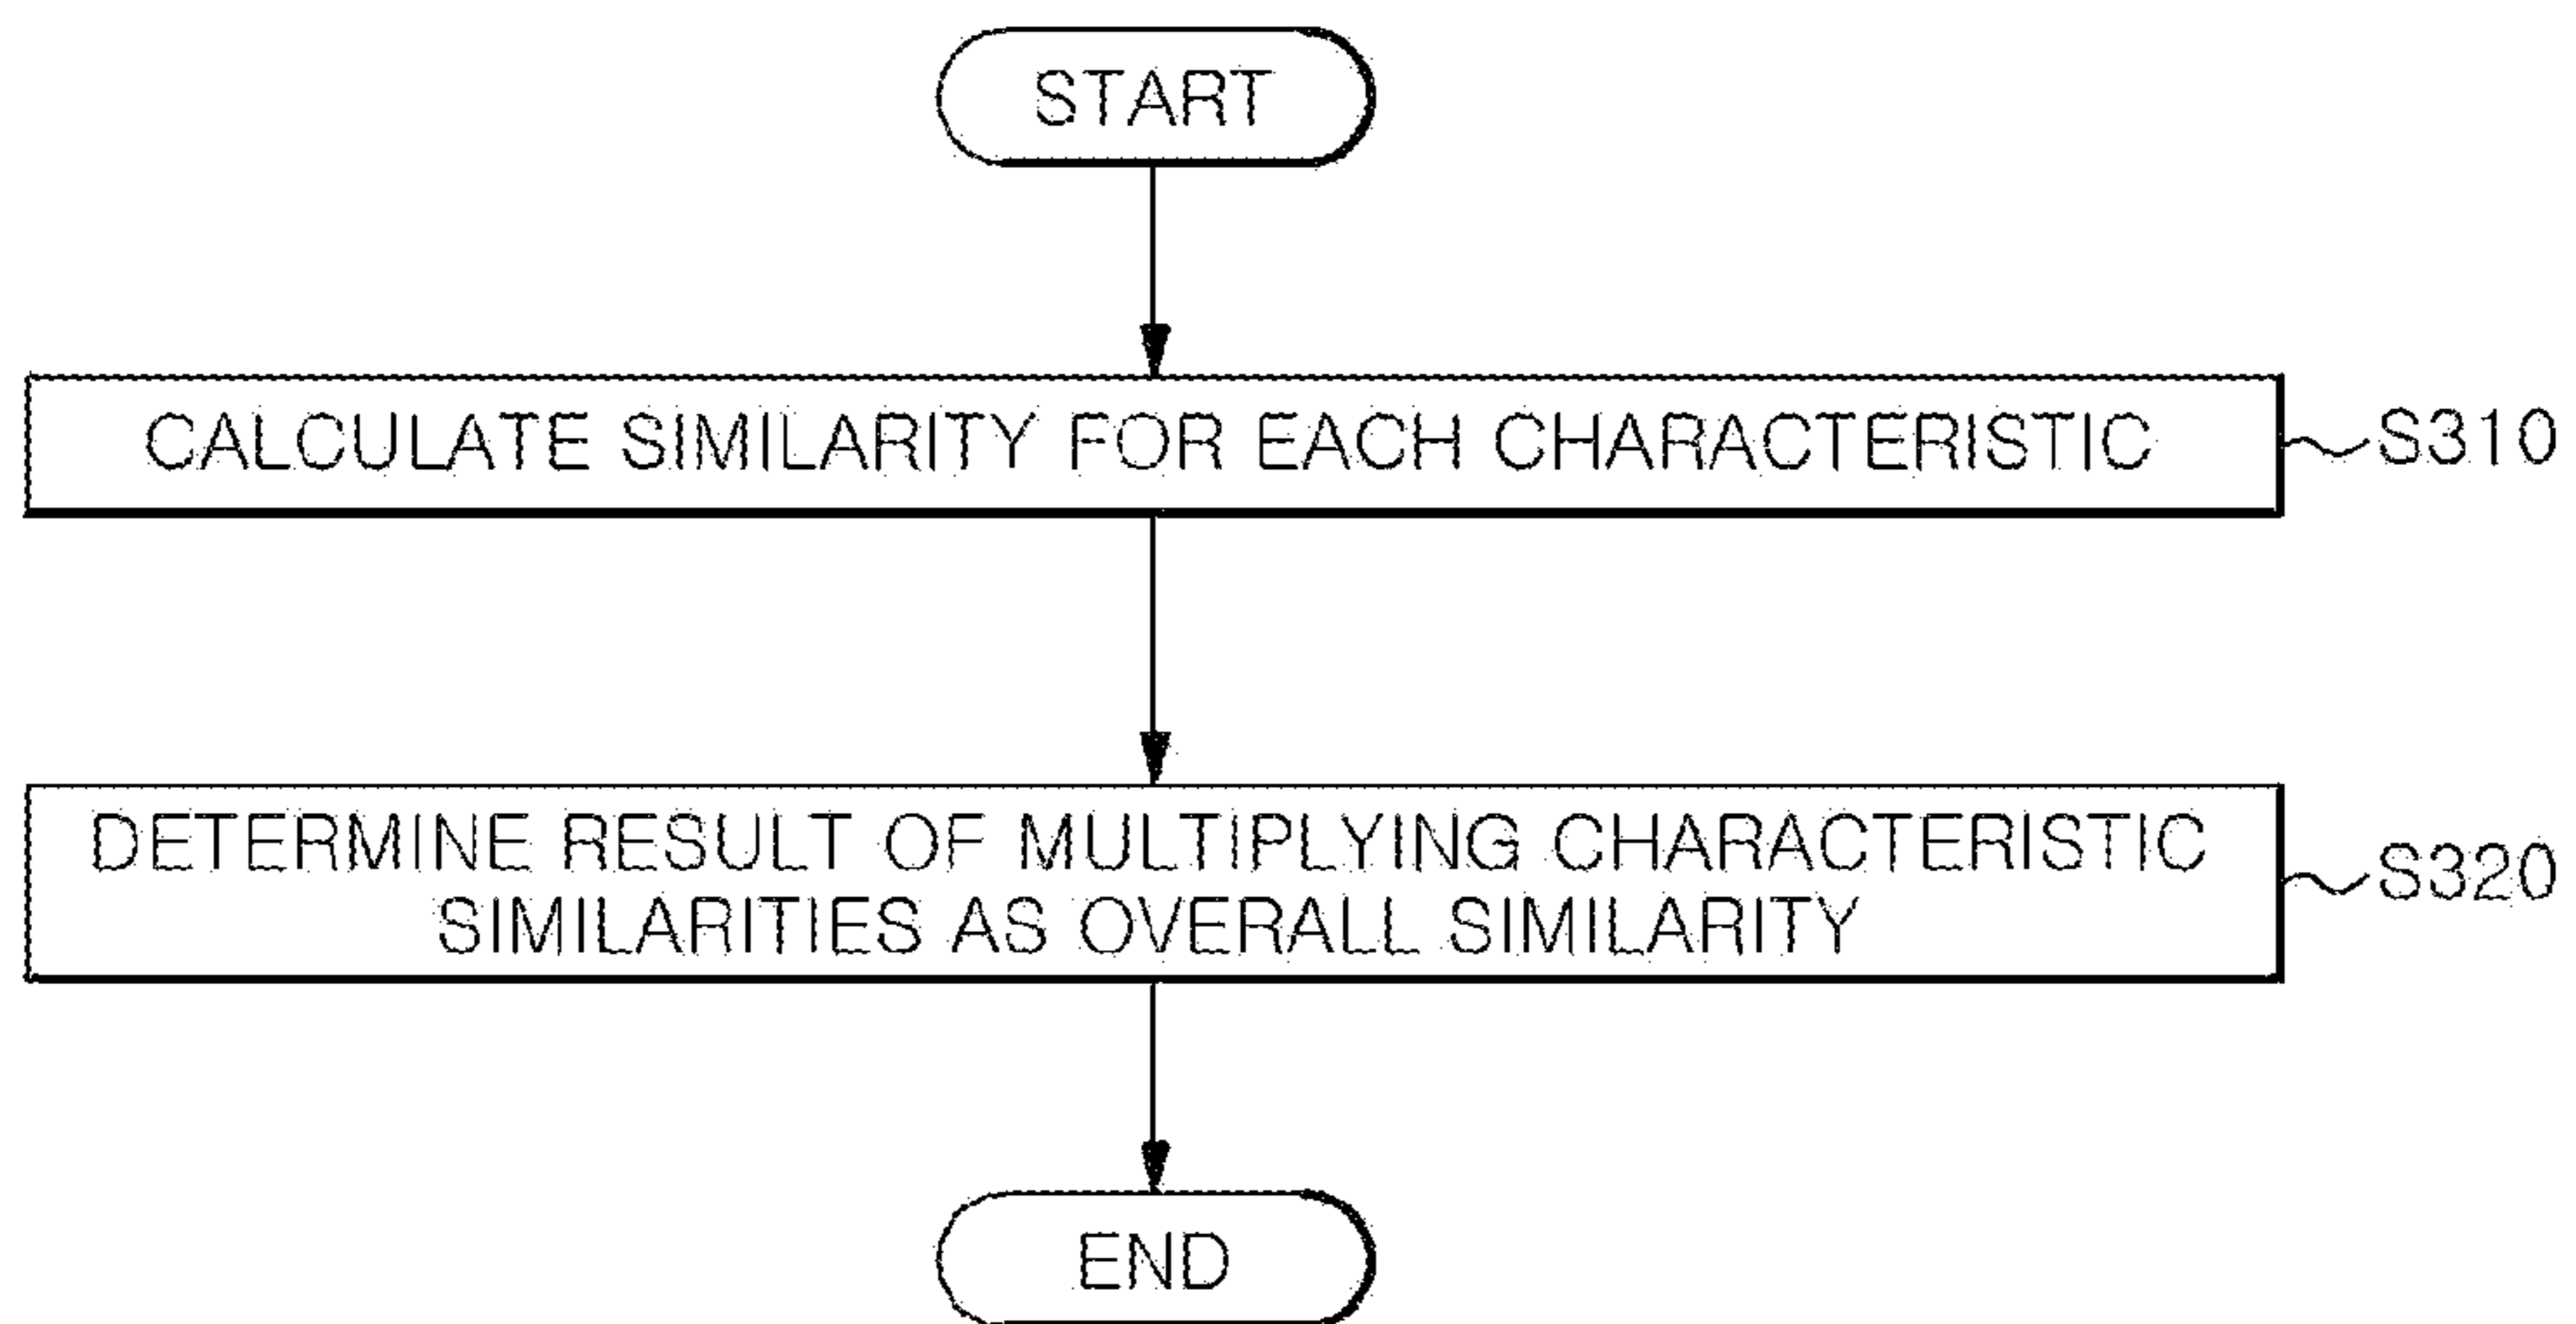 START
CALCULATE SIMILARITY FOR EACH CHARACTERISTIC
S310
DETERMINE RESULT OF MULTIPLYING CHARACTERISTIC
SIMILARITIES AS OVERALL SIMILARITY
S320
END